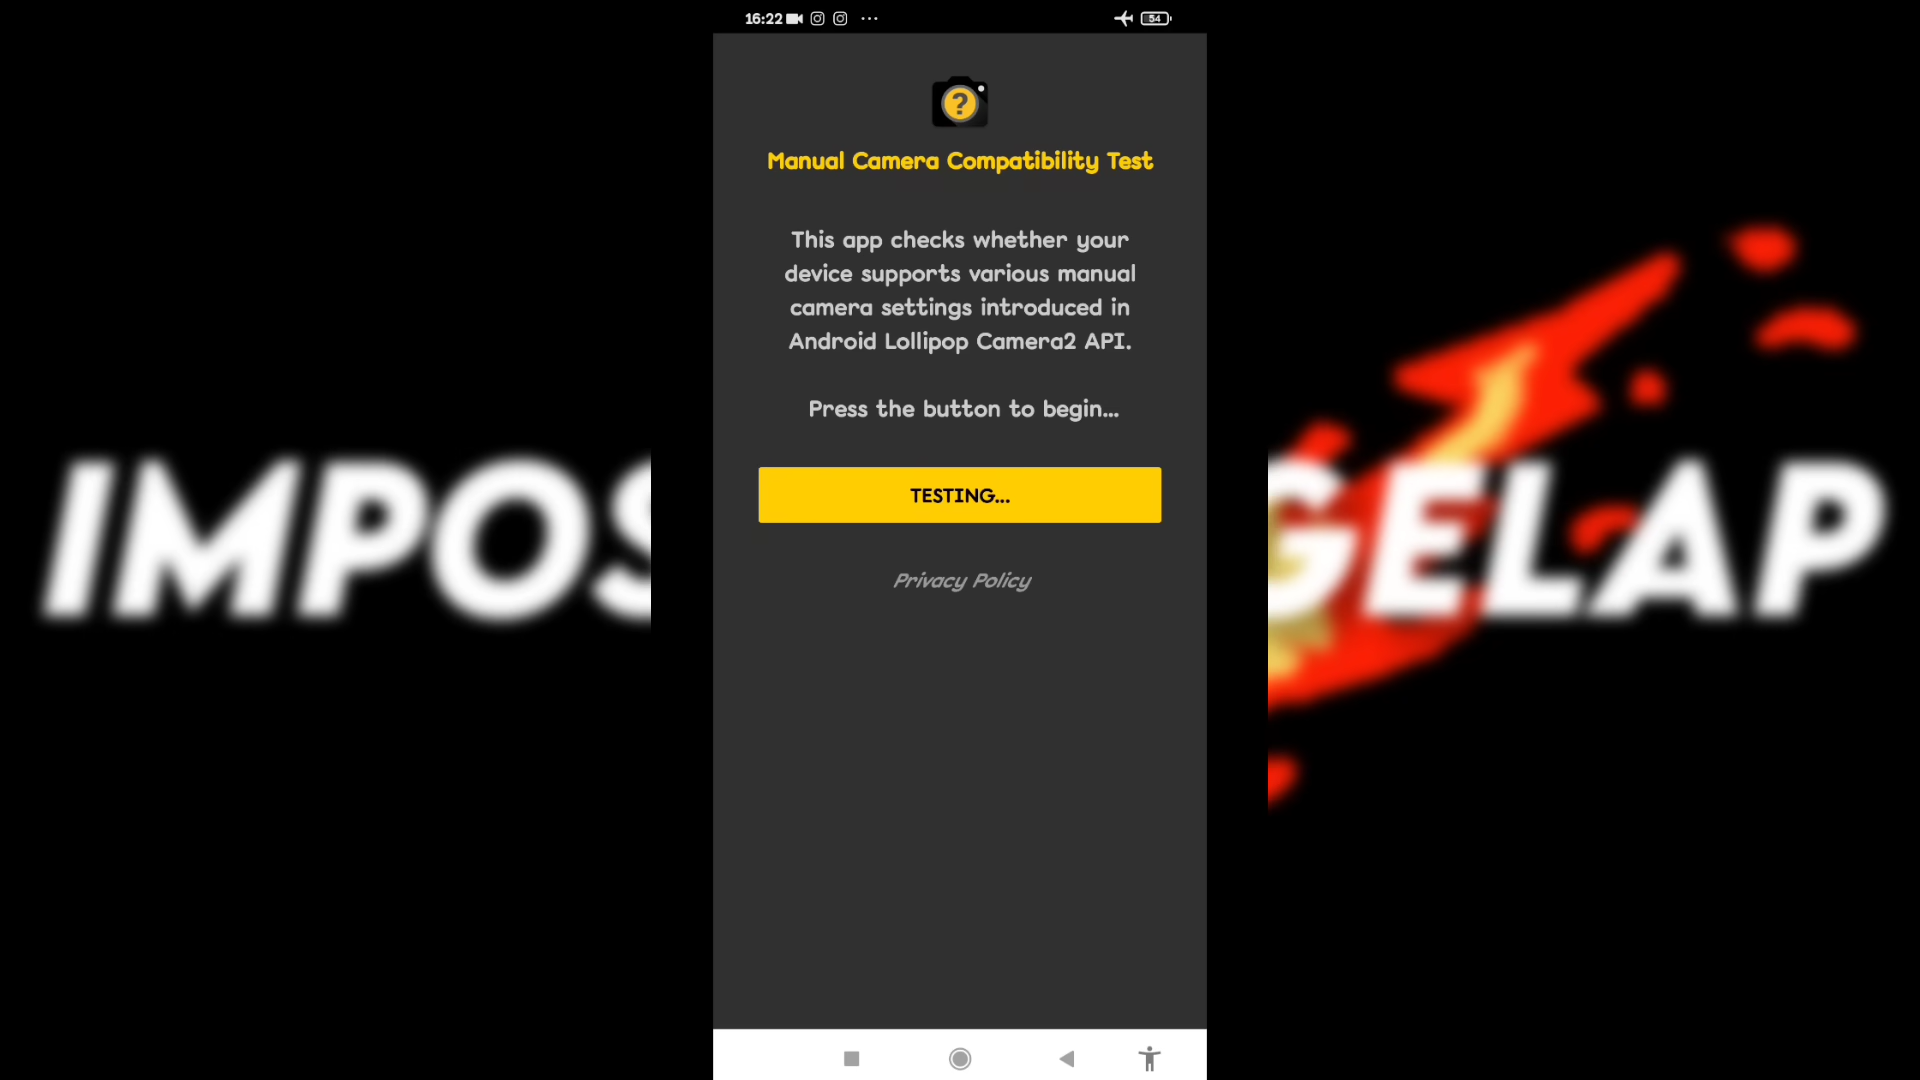 16:22
54
?
Manual Camera Compatibility Test
This app checks whether your
device supports various manual
camera settings introduced in
Android Lollipop Camera2 API.
Press the button to begin...
TESTING...
Privacy Policy
IMPOS
GELAP